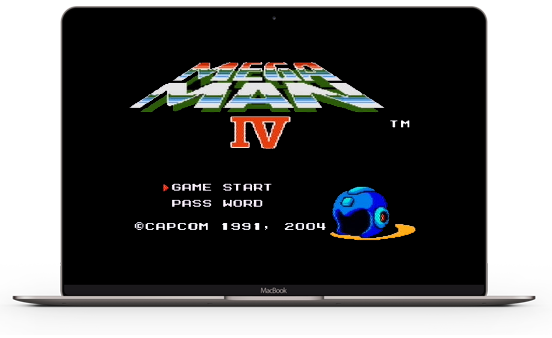 MEGA
MAN
IV
TM
GAME START
PASS WORD
©CAPCOM 1991, 2004
MacBook